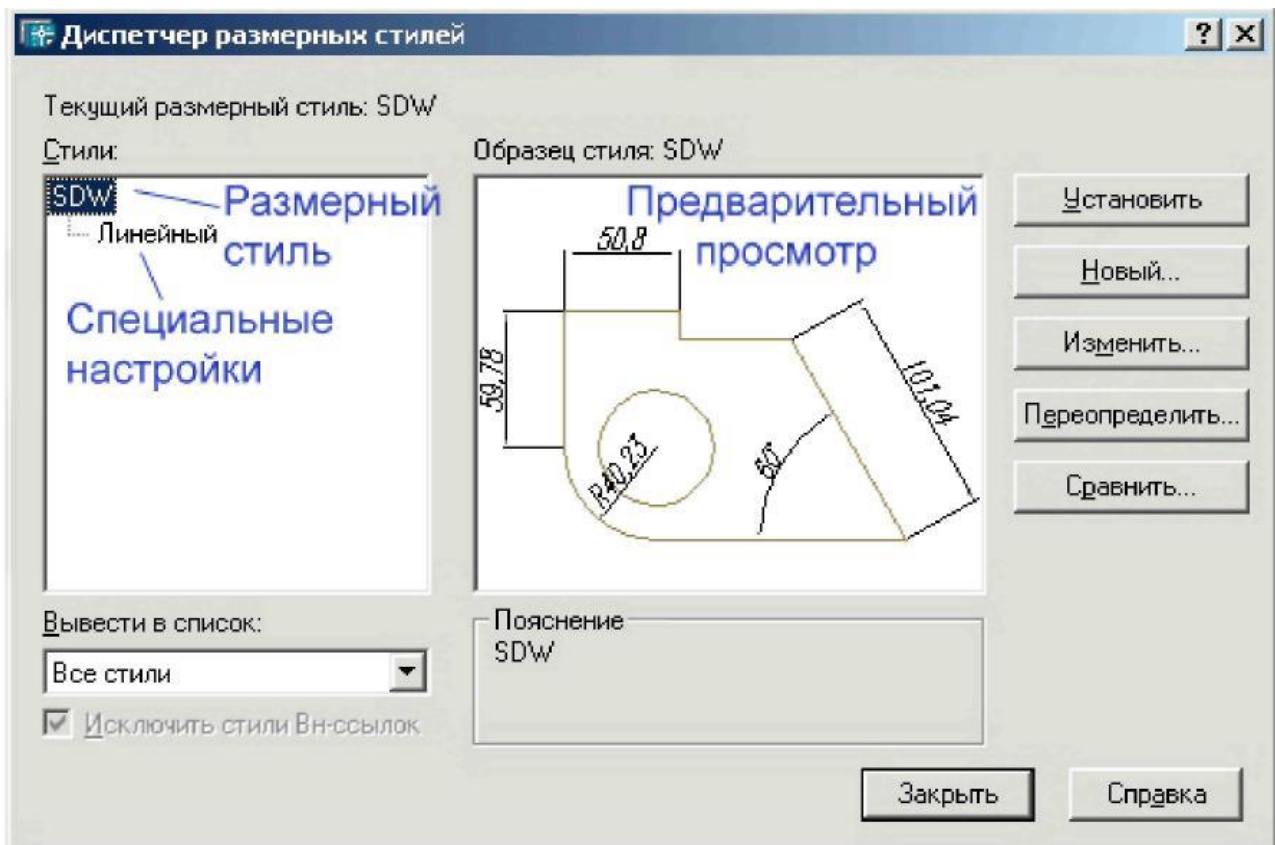 Диспетчер размерных стилей
Текущий размерный стиль: SDW
Стили:
SDW
Линейный
Размерный
стиль
Специальные
настройки
Образец стиля: SDW
Предварительный
просмотр
50,8
59,78
R40,23
60°
101,04
Установить
Новый...
Изменить...
Переопределить...
Сравнить...
Вывести в список:
Все стили
Исключить стили Вн-ссылок
Пояснение
SDW
Закрыть
Справка